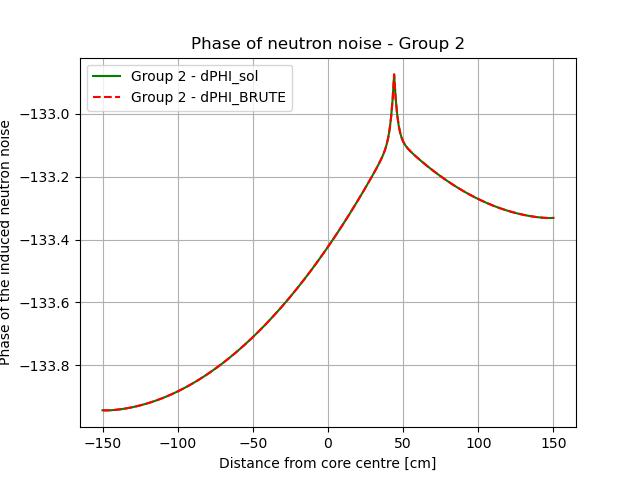 Phase of neutron noise - Group 2
Group 2 - dPHI_sol
Group 2 - dPHI_BRUTE
Phase of the induced neutron noise
−133.0
−133.2
−133.4
−133.6
−133.8
−150
−100
−50
0
50
100
150
Distance from core centre [cm]